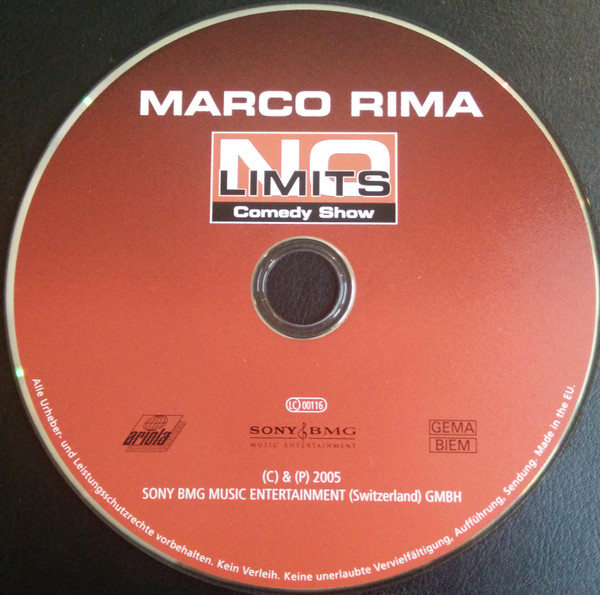 MARCO RIMA
NO
LIMITS
Comedy Show
LC 00116
ariola
SONY BMG
MUSIC ENTERTAINMENT
GEMA
BIEM
(C) & (P) 2005
SONY BMG MUSIC ENTERTAINMENT (Switzerland) GMBH
Alle Urheber- und Leistungsschutzrechte vorbehalten. Kein Verleih. Keine unerlaubte Vervielfältigung, Aufführung, Sendung. Made in the EU.